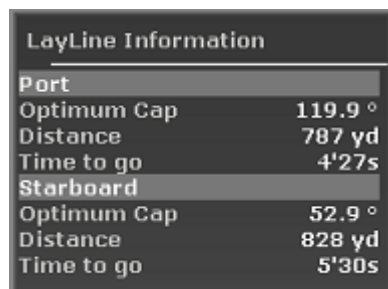 LayLine Information
Port
Optimum Cap 119.9 °
Distance 787 yd
Time to go 4'27s
Starboard
Optimum Cap 52.9 °
Distance 828 yd
Time to go 5'30s